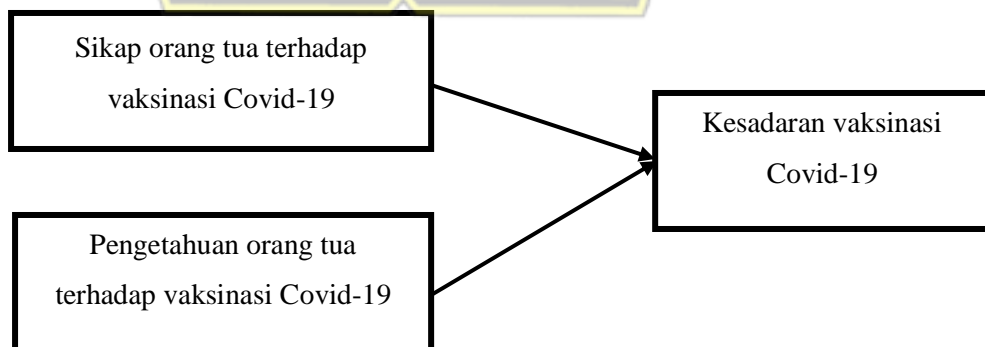 Sikap orang tua terhadap
vaksinasi Covid-19
Kesadaran vaksinasi
Covid-19
Pengetahuan orang tua
terhadap vaksinasi Covid-19